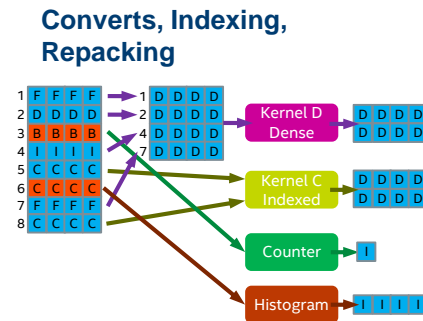 Converts, Indexing,
Repacking
1 F F F F
2 D D D D
3 B B B B
4 I I I I
5 C C C C
6 C C C C
7 F F F F
8 C C C C
1 D D D D
2 D D D D
4 D D D D
7 D D D D
Kernel D
Dense
D D D D
D D D D
Kernel C
Indexed
D D D D
D D D D
Counter
I
Histogram
I I I I